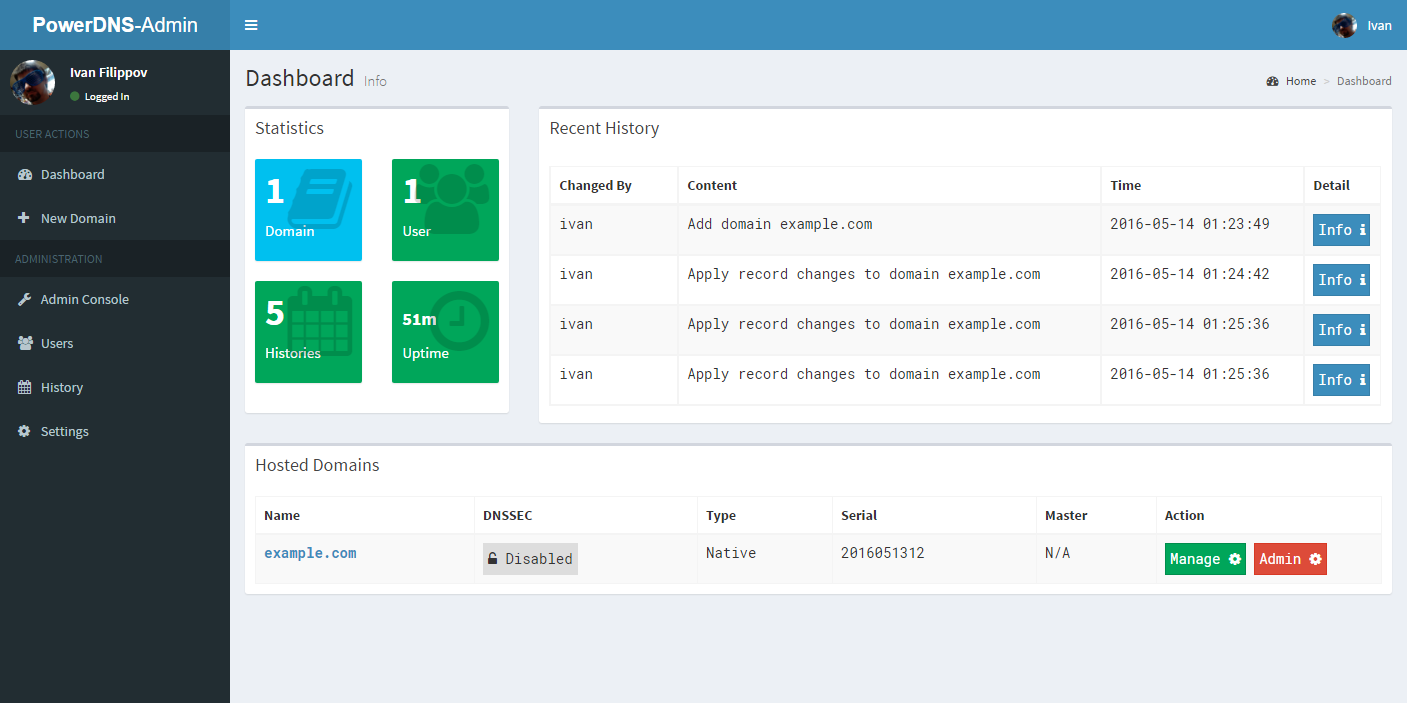 PowerDNS-Admin
Ivan
Ivan Filippov
Logged In
USER ACTIONS
Dashboard
New Domain
ADMINISTRATION
Admin Console
Users
History
Settings
Dashboard Info
Home > Dashboard
Statistics
1
Domain
1
User
5
Histories
51m
Uptime
Recent History
Changed By Content Time Detail
ivan Add domain example.com 2016-05-14 01:23:49 Info
ivan Apply record changes to domain example.com 2016-05-14 01:24:42 Info
ivan Apply record changes to domain example.com 2016-05-14 01:25:36 Info
ivan Apply record changes to domain example.com 2016-05-14 01:25:36 Info
Hosted Domains
Name DNSSEC Type Serial Master Action
example.com Disabled Native 2016051312 N/A Manage Admin